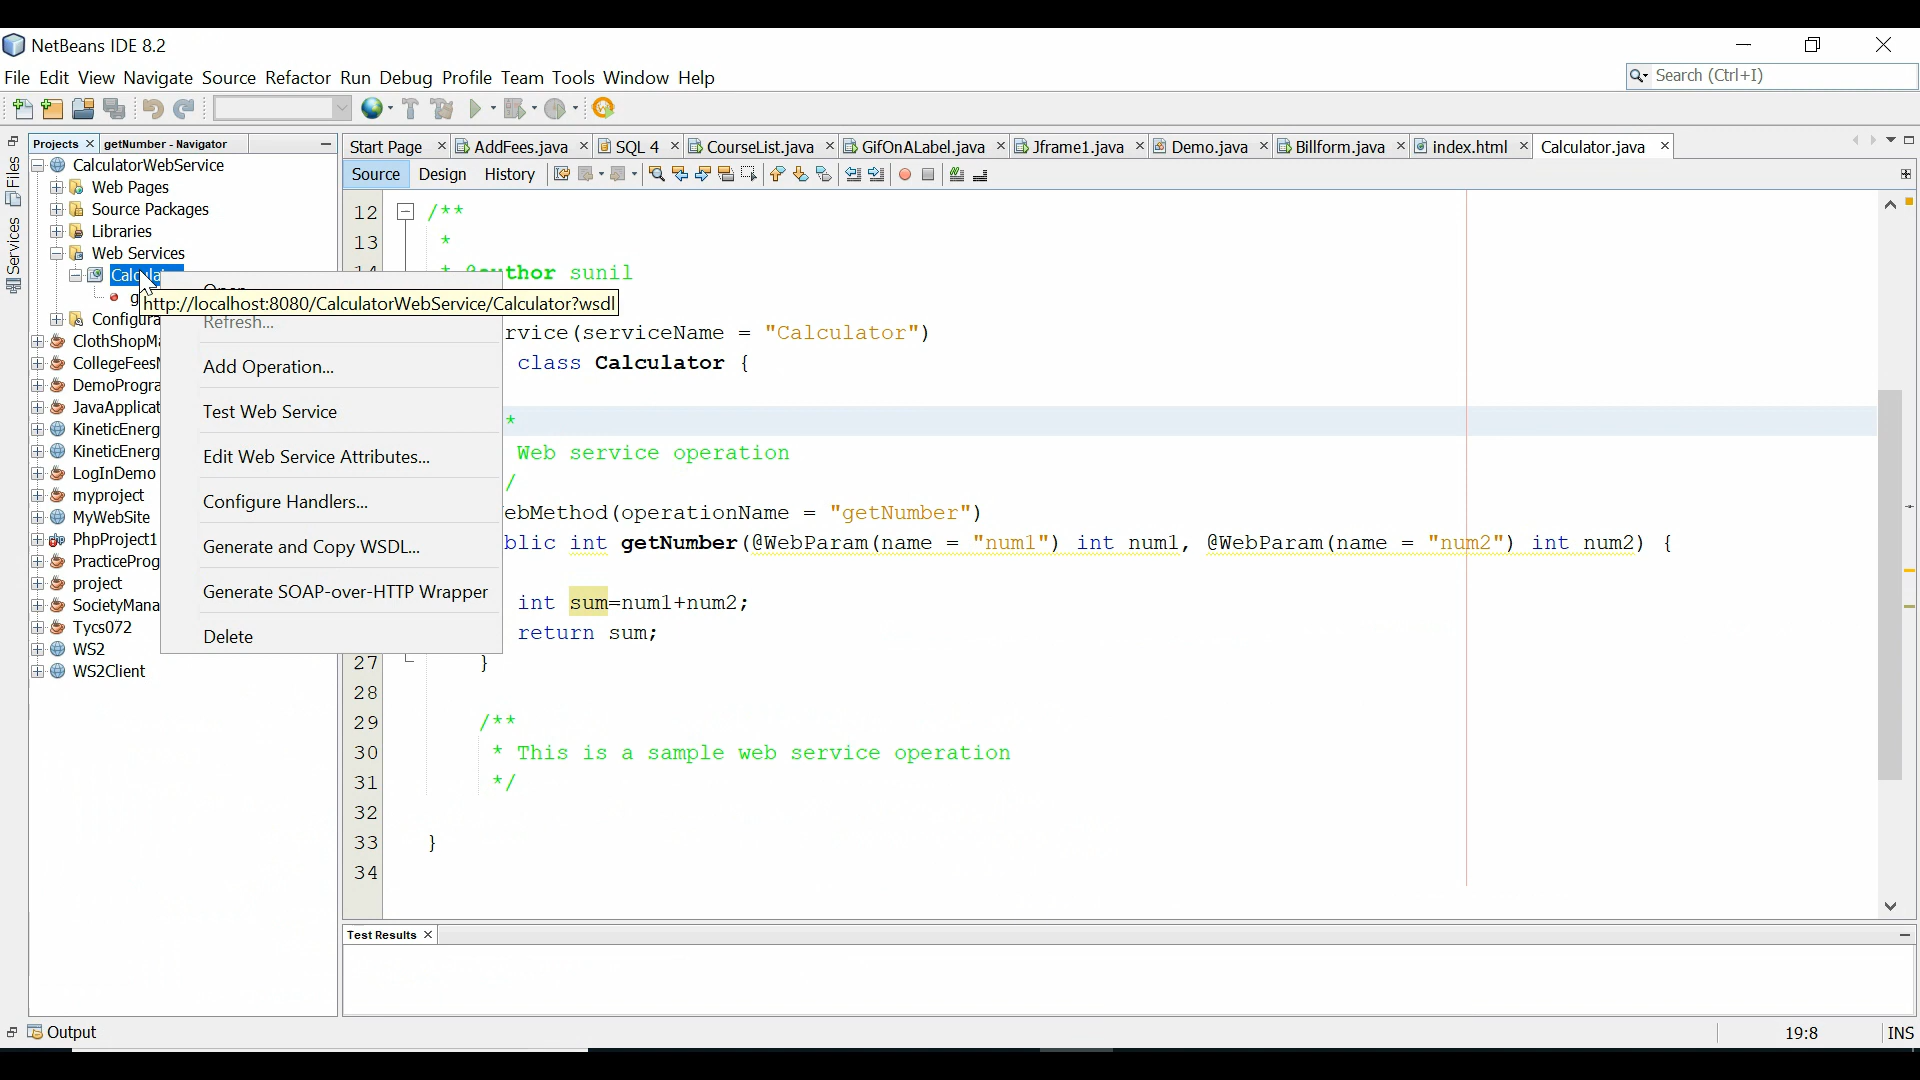 NetBeans IDE 8.2
File Edit View Navigate Source Refactor Run Debug Profile Team Tools Window Help
Search (Ctrl+I)
Projects getNumber - Navigator
Start Page AddFees.java SQL 4 CourseList.java GifOnALabel.java Jframe1.java Demo.java Billform.java index.html Calculator.java
Source Design History
Files
Services
CalculatorWebService
Web Pages
Source Packages
Libraries
Web Services
http://localhost:8080/CalculatorWebService/Calculator?wsdl
ClothShopMa
CollegeFeesM
DemoProgra
JavaApplicat
KineticEnerg
KineticEnerg
LogInDemo
myproject
MyWebSite
PhpProject1
PracticeProg
project
SocietyMana
Tycs072
WS2
WS2Client
Refresh...
Add Operation...
Test Web Service
Edit Web Service Attributes...
Configure Handlers...
Generate and Copy WSDL...
Generate SOAP-over-HTTP Wrapper
Delete
12 /**
13 *
thor sunil
rvice(serviceName = "Calculator")
class Calculator {
*
Web service operation
/
ebMethod(operationName = "getNumber")
blic int getNumber(@WebParam(name = "num1") int num1, @WebParam(name = "num2") int num2) {
int sum=num1+num2;
return sum;
27 }
28
29 /**
30 * This is a sample web service operation
31 */
32
33 }
34
Test Results
Output
19:8 INS